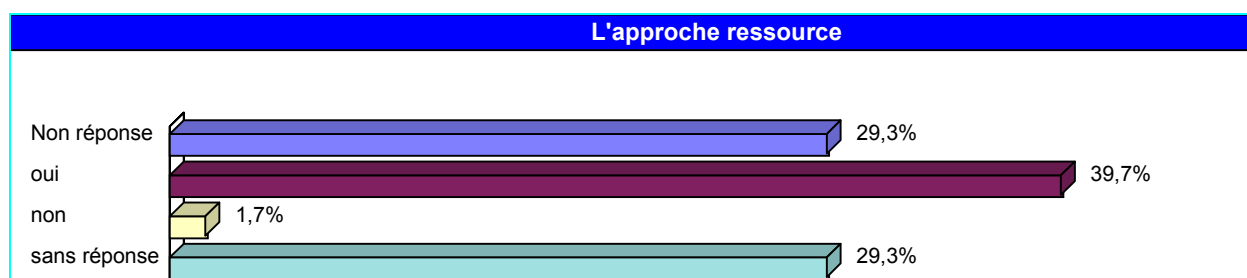 L'approche ressource
Non réponse 29,3%
oui 39,7%
non 1,7%
sans réponse 29,3%